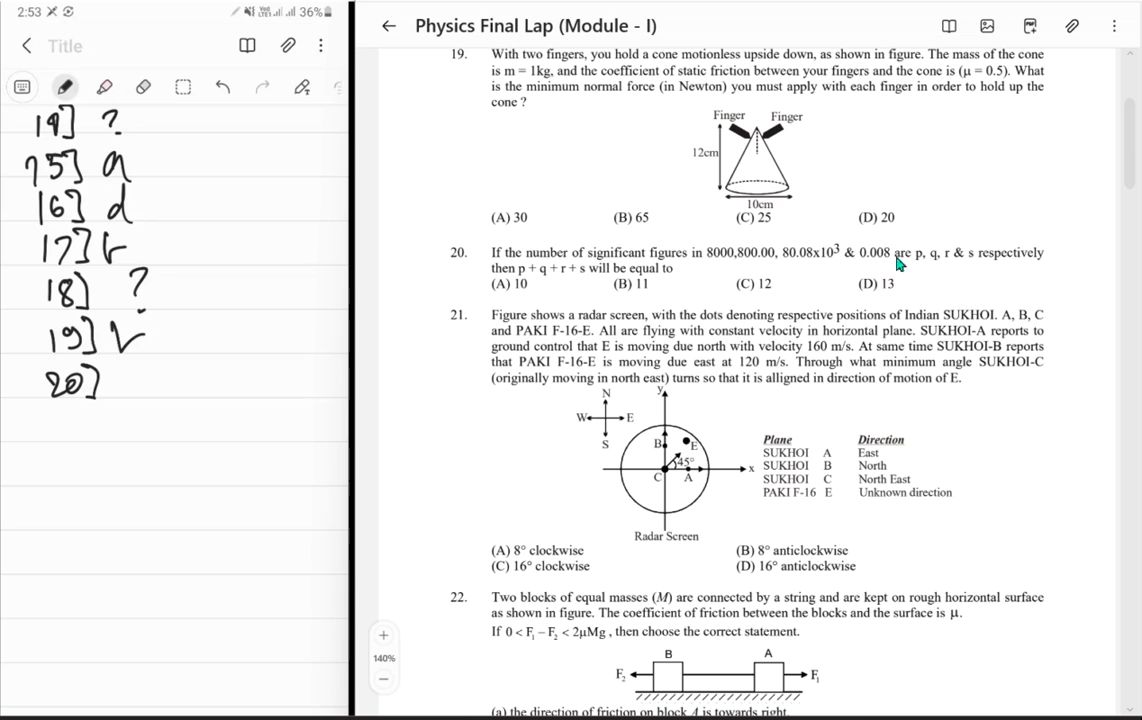 2:53
36%
Title
14] ?
15] a
16] d
17] b
18] ?
19] b
20]
Physics Final Lap (Module - I)
19. With two fingers, you hold a cone motionless upside down, as shown in figure. The mass of the cone
is m = 1kg, and the coefficient of static friction between your fingers and the cone is (μ = 0.5). What
is the minimum normal force (in Newton) you must apply with each finger in order to hold up the
cone ?
Finger Finger
12cm
10cm
(A) 30 (B) 65 (C) 25 (D) 20
20. If the number of significant figures in 8000,800.00, 80.08x10³ & 0.008 are p, q, r & s respectively
then p + q + r + s will be equal to
(A) 10 (B) 11 (C) 12 (D) 13
21. Figure shows a radar screen, with the dots denoting respective positions of Indian SUKHOI. A, B, C
and PAKI F-16-E. All are flying with constant velocity in horizontal plane. SUKHOI-A reports to
ground control that E is moving due north with velocity 160 m/s. At same time SUKHOI-B reports
that PAKI F-16-E is moving due east at 120 m/s. Through what minimum angle SUKHOI-C
(originally moving in north east) turns so that it is alligned in direction of motion of E.
N
W E
S
y
B E
45°
C A
x
Radar Screen
Plane Direction
SUKHOI A East
SUKHOI B North
SUKHOI C North East
PAKI F-16 E Unknown direction
(A) 8° clockwise (B) 8° anticlockwise
(C) 16° clockwise (D) 16° anticlockwise
22. Two blocks of equal masses (M) are connected by a string and are kept on rough horizontal surface
as shown in figure. The coefficient of friction between the blocks and the surface is μ.
If 0 < F₁ − F₂ < 2μMg , then choose the correct statement.
B A
F₂ F₁
(a) the direction of friction on block A is towards right.
140%